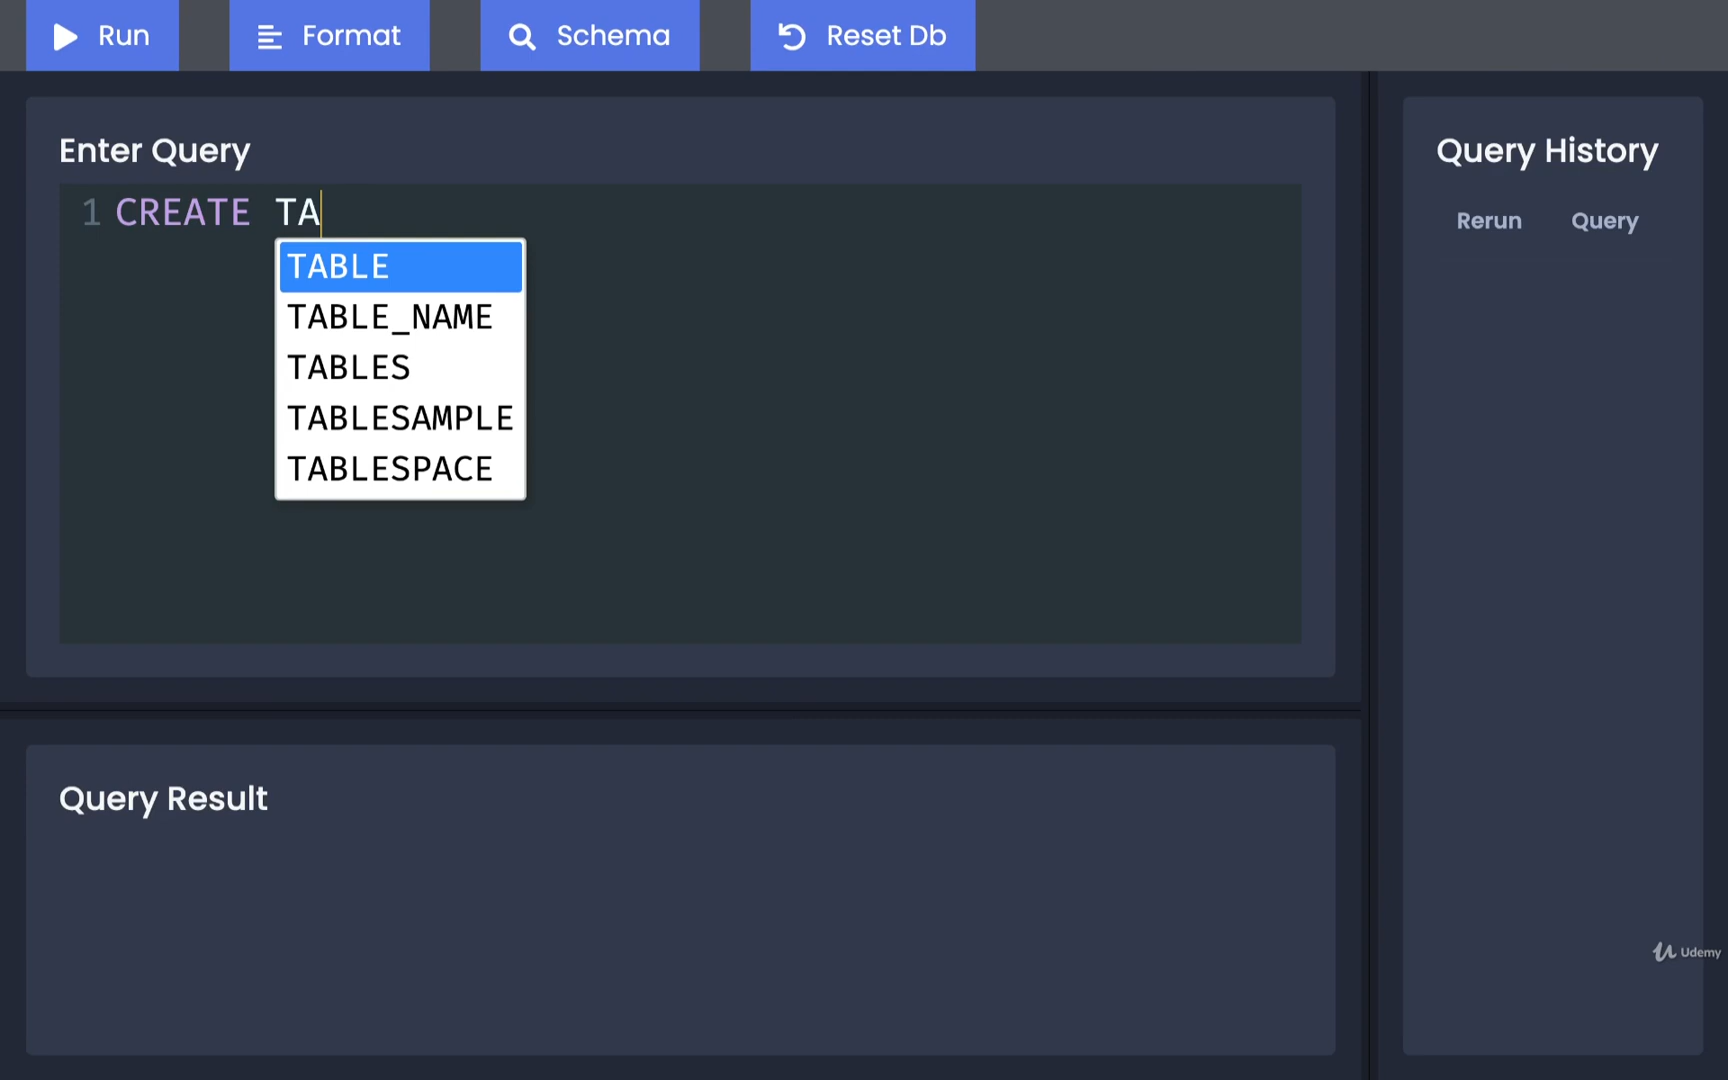 Run
Format
Schema
Reset Db
Enter Query
1 CREATE TA
TABLE
TABLE_NAME
TABLES
TABLESAMPLE
TABLESPACE
Query Result
Query History
Rerun Query
Udemy